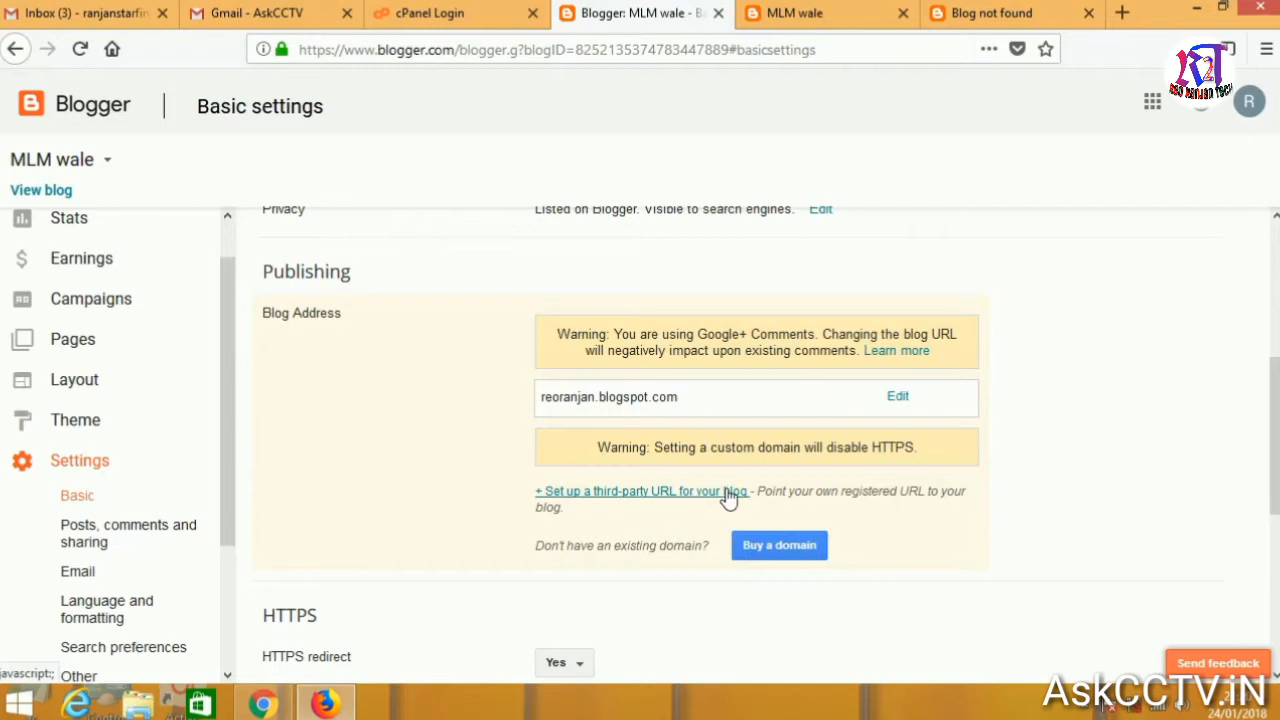 Inbox (3) - ranjanstarfin
Gmail - AskCCTV
cPanel Login
Blogger: MLM wale - Ba
MLM wale
Blog not found
https://www.blogger.com/blogger.g?blogID=8252135374783447889#basicsettings
Blogger
Basic settings
R
MLM wale
View blog
Stats
Earnings
Campaigns
Pages
Layout
Theme
Settings
Basic
Posts, comments and
sharing
Email
Language and
formatting
Search preferences
Other
Privacy
Listed on Blogger. Visible to search engines. Edit
Publishing
Blog Address
Warning: You are using Google+ Comments. Changing the blog URL
will negatively impact upon existing comments. Learn more
reoranjan.blogspot.com Edit
Warning: Setting a custom domain will disable HTTPS.
+ Set up a third-party URL for your blog - Point your own registered URL to your
blog.
Don't have an existing domain? Buy a domain
HTTPS
HTTPS redirect
Yes
Send feedback
javascript:;
AskCCTV.iN
24/01/2018